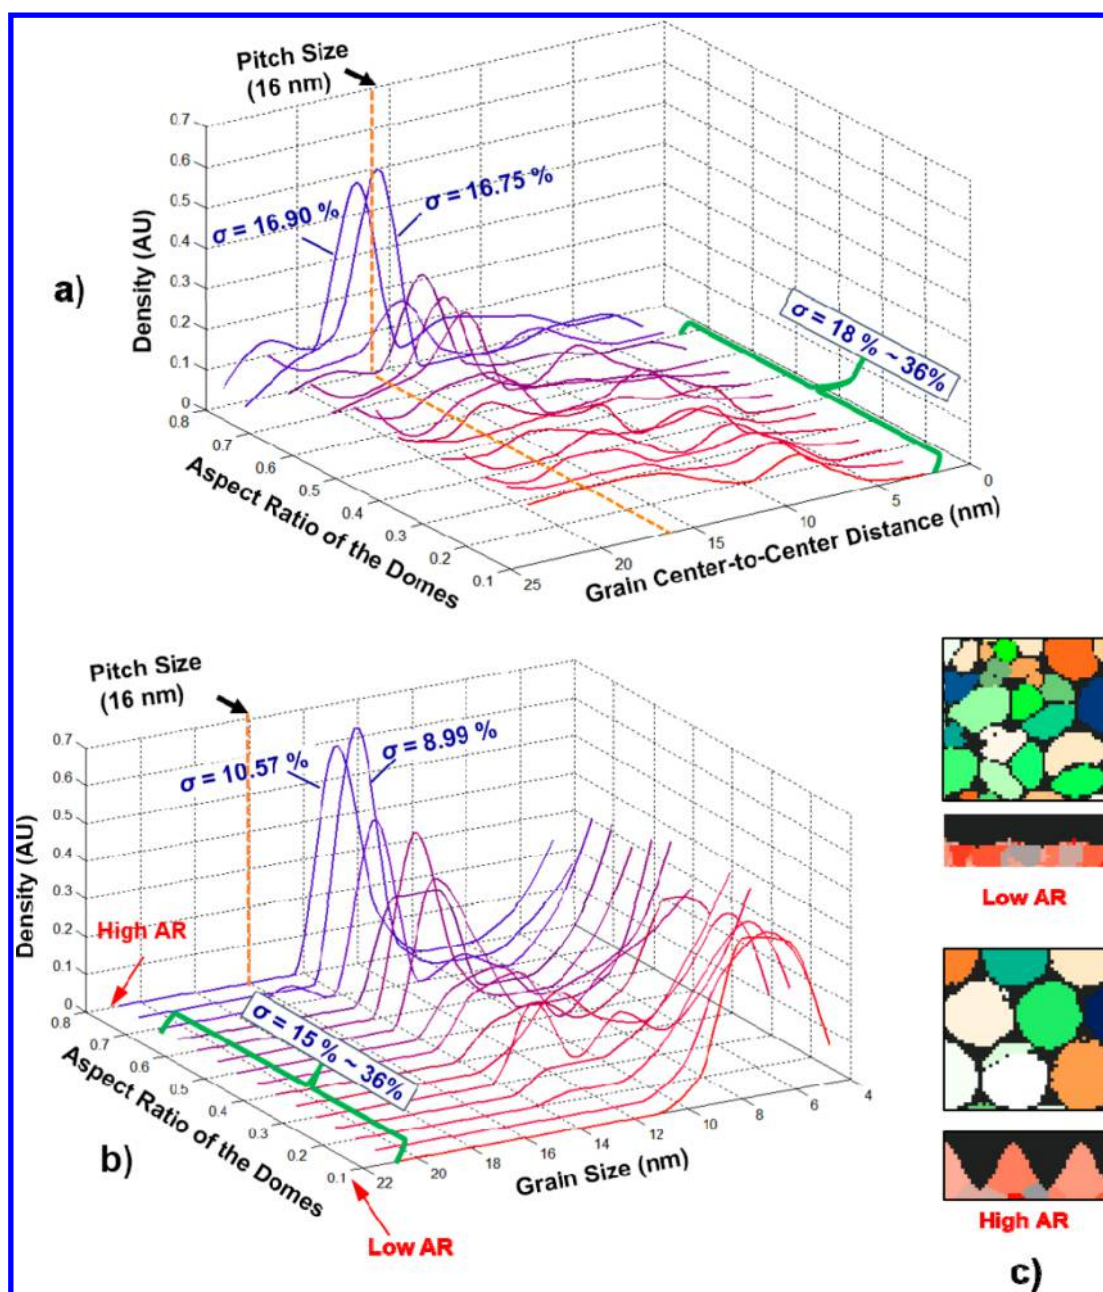 Pitch Size
(16 nm)
0.7
0.6
0.5
0.4
0.3
0.2
0.1
0
Density (AU)
σ = 16.90 %
σ = 16.75 %
σ = 18 % ~ 36%
a)
0.8
0.7
0.6
0.5
0.4
0.3
0.2
0.1
Aspect Ratio of the Domes
25
20
15
10
5
0
Grain Center-to-Center Distance (nm)
Pitch Size
(16 nm)
0.7
0.6
0.5
0.4
0.3
0.2
0.1
0
Density (AU)
σ = 10.57 %
σ = 8.99 %
High AR
σ = 15 % ~ 36%
0.8
0.7
0.6
0.5
0.4
0.3
0.2
0.1
Aspect Ratio of the Domes
b)
22
20
18
16
14
12
10
8
6
4
Grain Size (nm)
Low AR
Low AR
High AR
c)